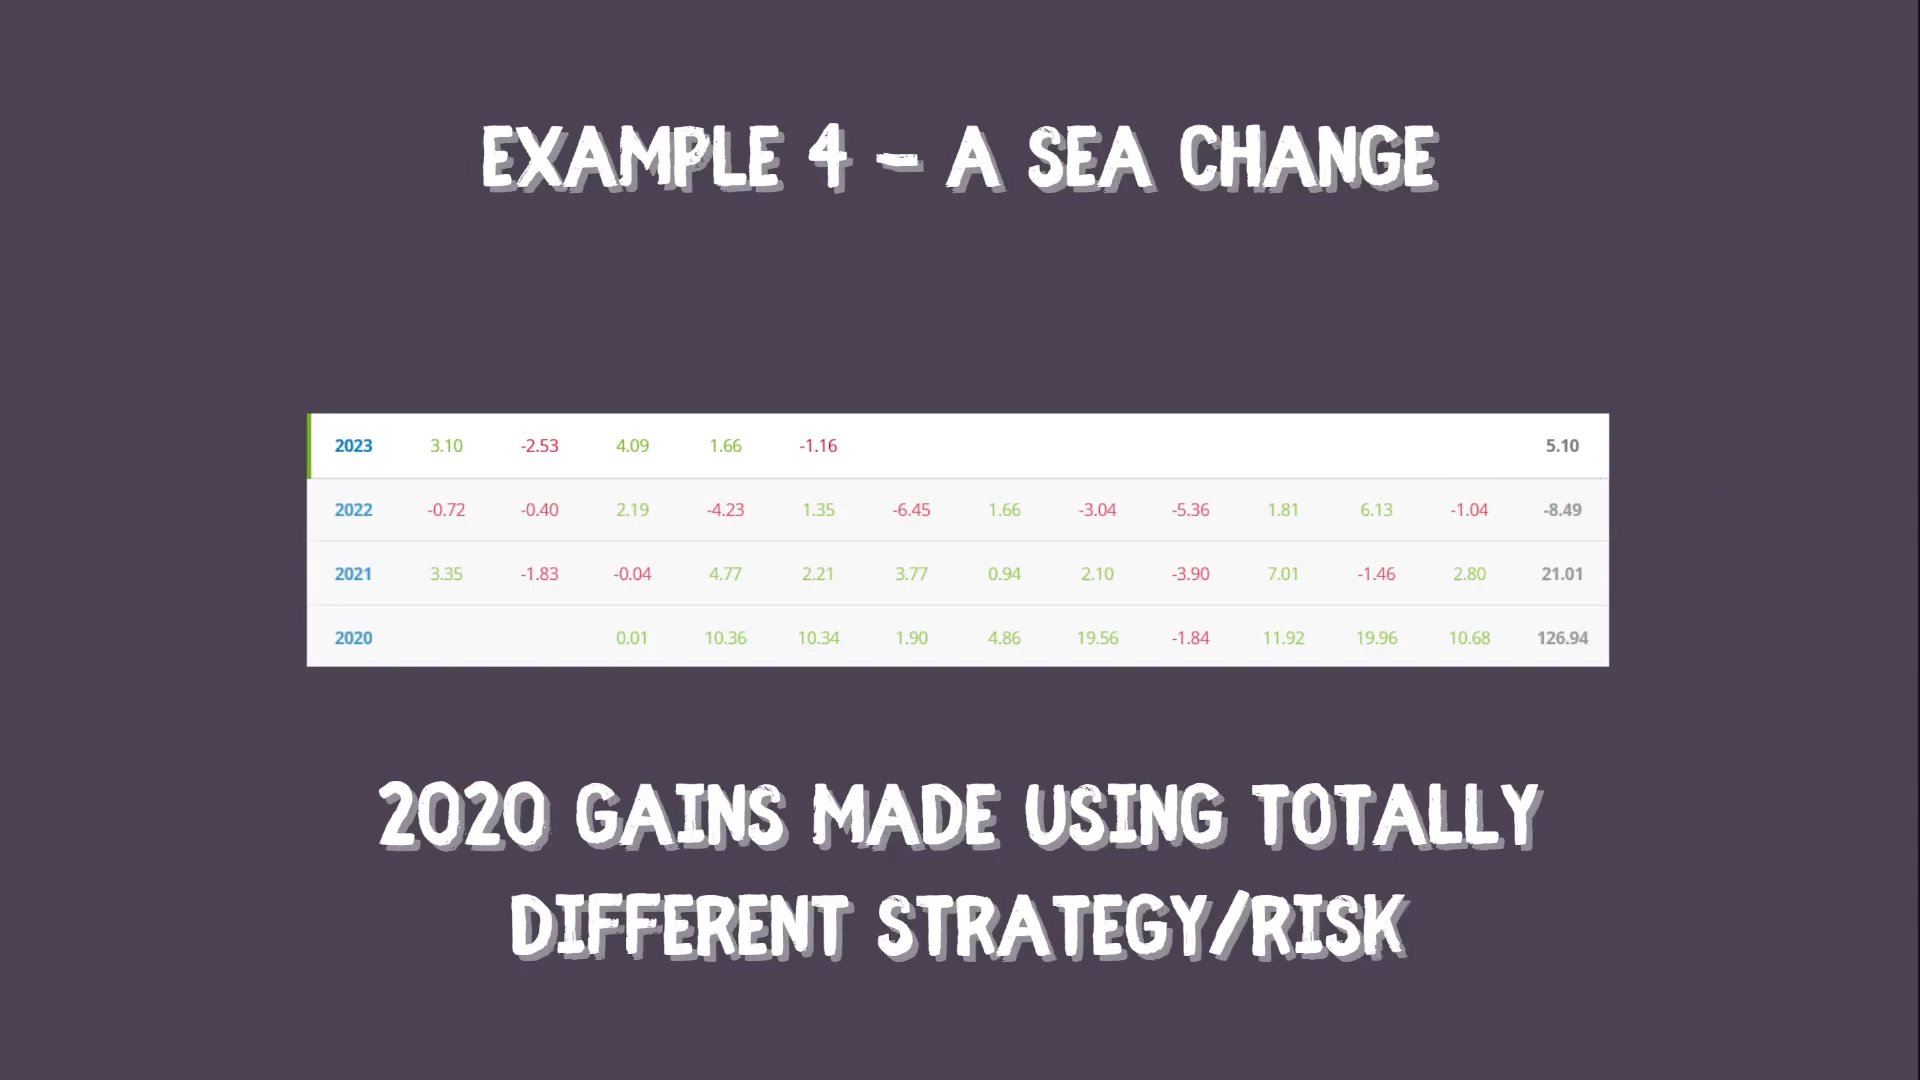 EXAMPLE 4 – A SEA CHANGE
2023 3.10 -2.53 4.09 1.66 -1.16 5.10
2022 -0.72 -0.40 2.19 -4.23 1.35 -6.45 1.66 -3.04 -5.36 1.81 6.13 -1.04 -8.49
2021 3.35 -1.83 -0.04 4.77 2.21 3.77 0.94 2.10 -3.90 7.01 -1.46 2.80 21.01
2020 0.01 10.36 10.34 1.90 4.86 19.56 -1.84 11.92 19.96 10.68 126.94
2020 GAINS MADE USING TOTALLY
DIFFERENT STRATEGY/RISK